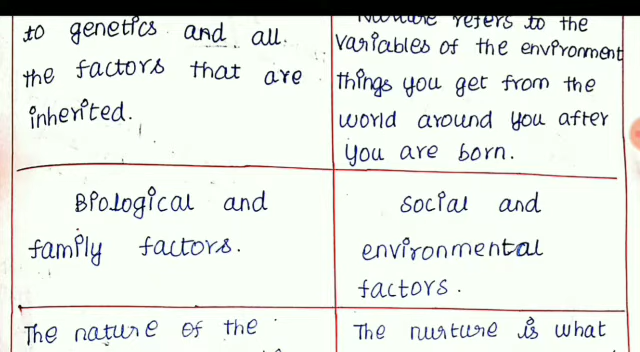 to genetics and all.
the factors that are
inherited.
Nurture refers to the
variables of the environment
things you get from the
world around you after
you are born.
Biological and
family factors.
Social and
environmental
factors.
The nature of the
The nurture is what